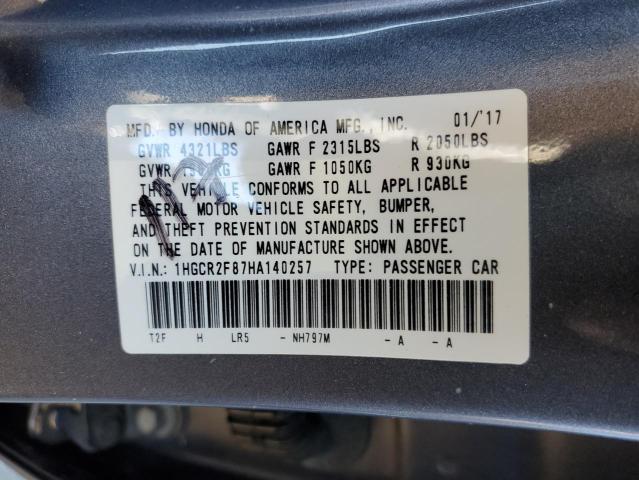 MFD. BY HONDA OF AMERICA MFG., INC. 01/'17
GVWR 4321LBS GAWR F 2315LBS R 2050LBS
GVWR KG GAWR F 1050KG R 930KG
THIS VEHICLE CONFORMS TO ALL APPLICABLE
FEDERAL MOTOR VEHICLE SAFETY, BUMPER,
AND THEFT PREVENTION STANDARDS IN EFFECT
ON THE DATE OF MANUFACTURE SHOWN ABOVE.
V.I.N.: 1HGCR2F87HA140257 TYPE: PASSENGER CAR
T2F H LR5 - NH797M - A - A